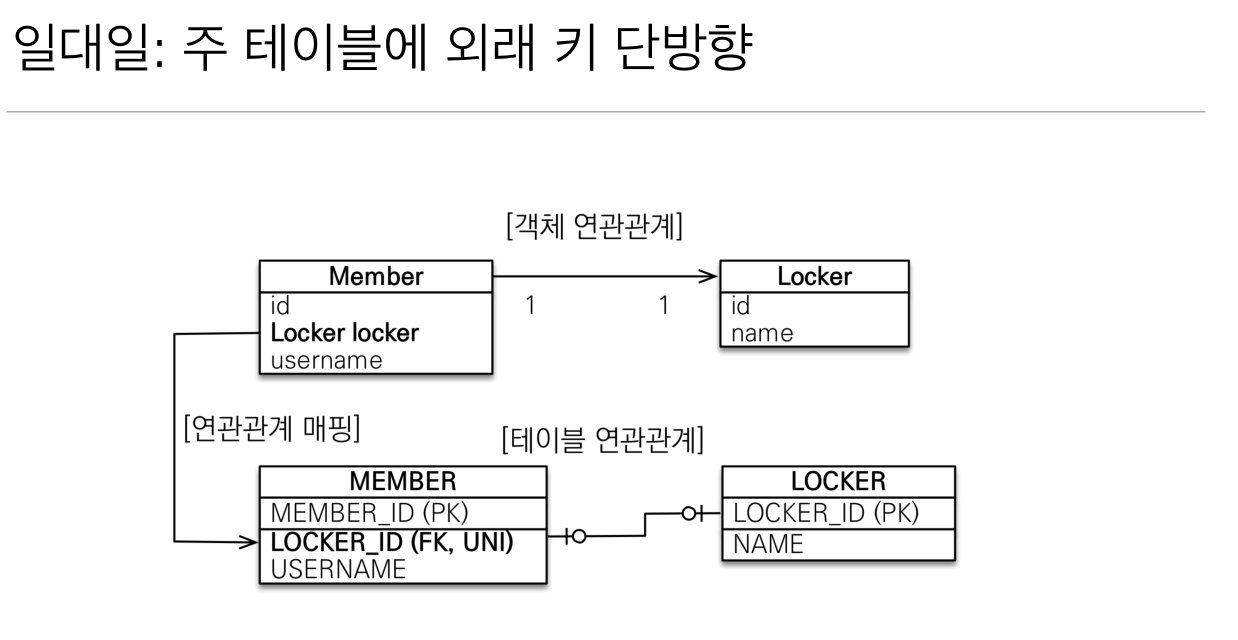 일대일: 주 테이블에 외래 키 단방향
[객체 연관관계]
Member
id
Locker locker
username
1
1
Locker
id
name
[연관관계 매핑]
[테이블 연관관계]
MEMBER
MEMBER_ID (PK)
LOCKER_ID (FK, UNI)
USERNAME
LOCKER
LOCKER_ID (PK)
NAME